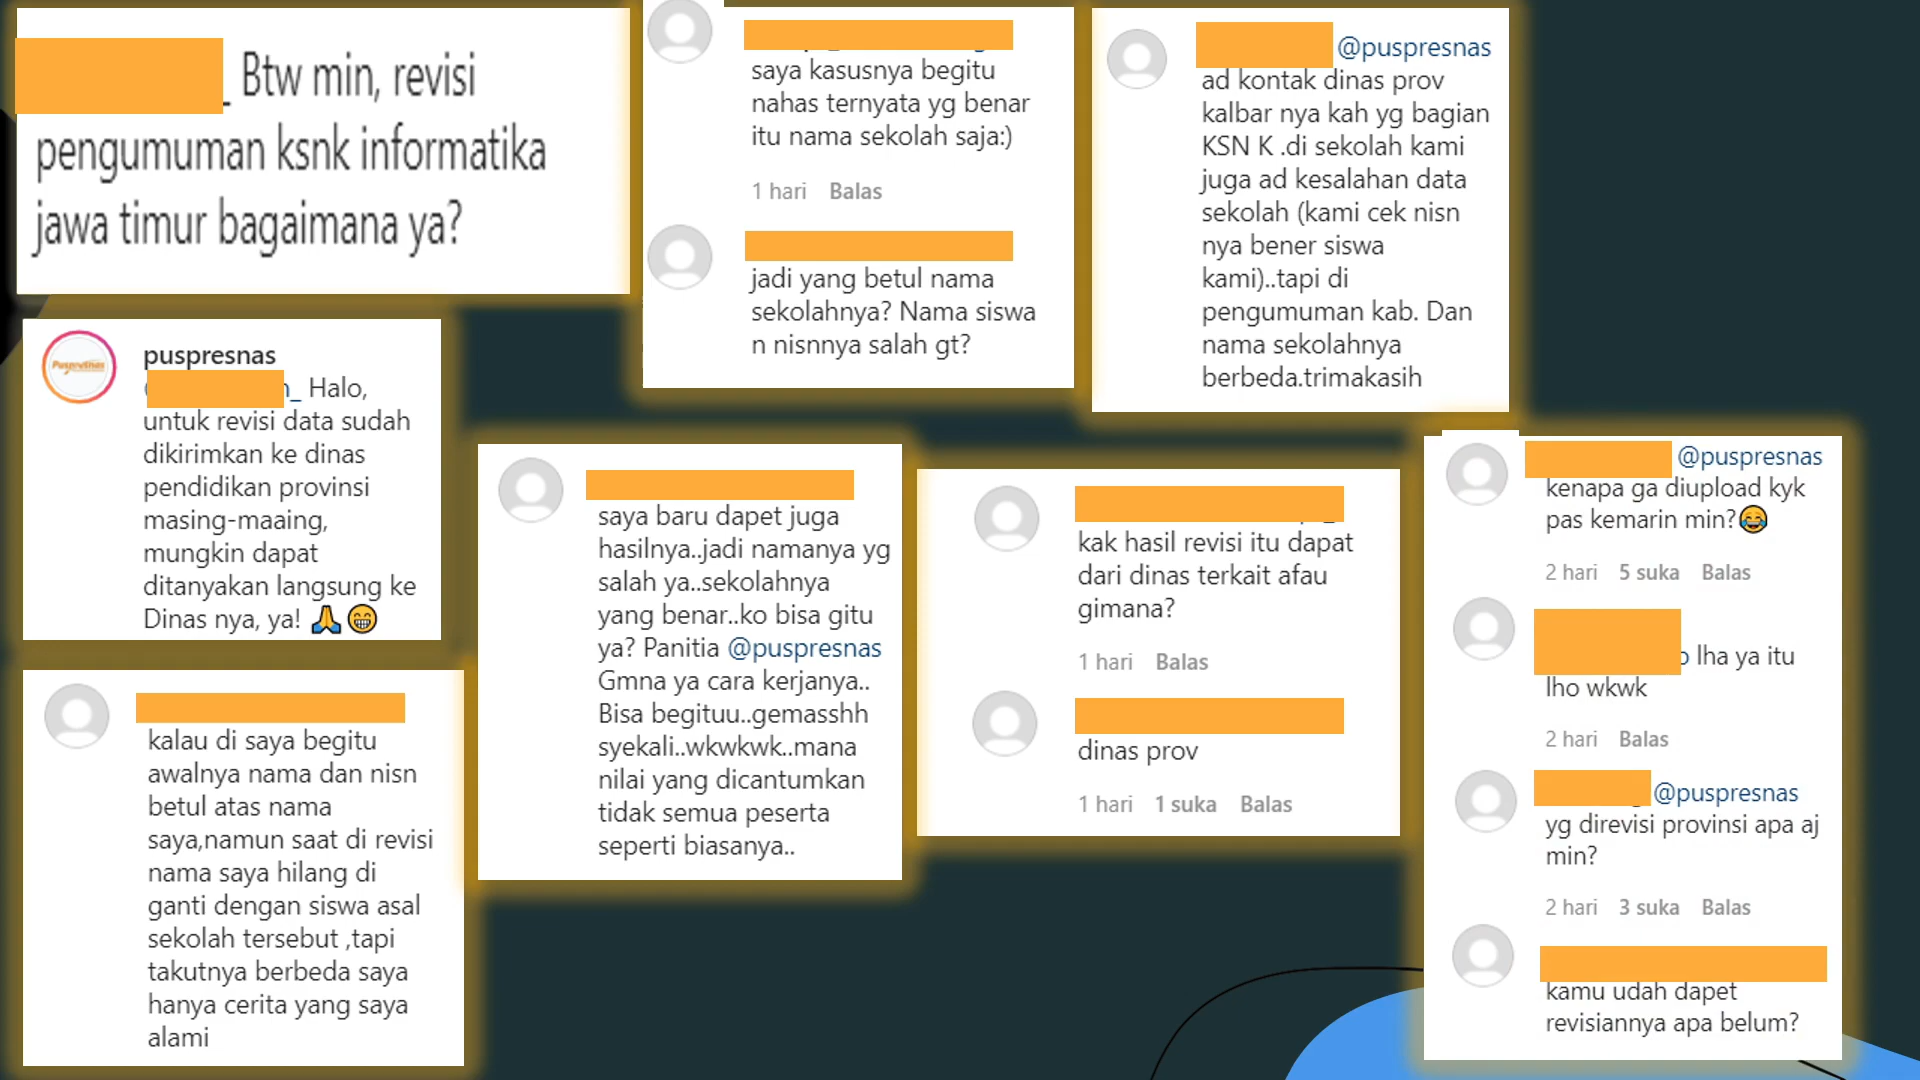 _ Btw min, revisi
pengumuman ksnk informatika
jawa timur bagaimana ya?
puspresnas
_ Halo,
untuk revisi data sudah
dikirimkan ke dinas
pendidikan provinsi
masing-maaing,
mungkin dapat
ditanyakan langsung ke
Dinas nya, ya! 🙏😁
kalau di saya begitu
awalnya nama dan nisn
betul atas nama
saya,namun saat di revisi
nama saya hilang di
ganti dengan siswa asal
sekolah tersebut ,tapi
takutnya berbeda saya
hanya cerita yang saya
alami
saya kasusnya begitu
nahas ternyata yg benar
itu nama sekolah saja:)
1 hari Balas
jadi yang betul nama
sekolahnya? Nama siswa
n nisnnya salah gt?
saya baru dapet juga
hasilnya..jadi namanya yg
salah ya..sekolahnya
yang benar..ko bisa gitu
ya? Panitia @puspresnas
Gmna ya cara kerjanya..
Bisa begituu..gemasshh
syekali..wkwkwk..mana
nilai yang dicantumkan
tidak semua peserta
seperti biasanya..
@puspresnas
ad kontak dinas prov
kalbar nya kah yg bagian
KSN K .di sekolah kami
juga ad kesalahan data
sekolah (kami cek nisn
nya bener siswa
kami)..tapi di
pengumuman kab. Dan
nama sekolahnya
berbeda.trimakasih
kak hasil revisi itu dapat
dari dinas terkait afau
gimana?
1 hari Balas
dinas prov
1 hari 1 suka Balas
@puspresnas
kenapa ga diupload kyk
pas kemarin min?😂
2 hari 5 suka Balas
lha ya itu
lho wkwk
2 hari Balas
@puspresnas
yg direvisi provinsi apa aj
min?
2 hari 3 suka Balas
kamu udah dapet
revisiannya apa belum?